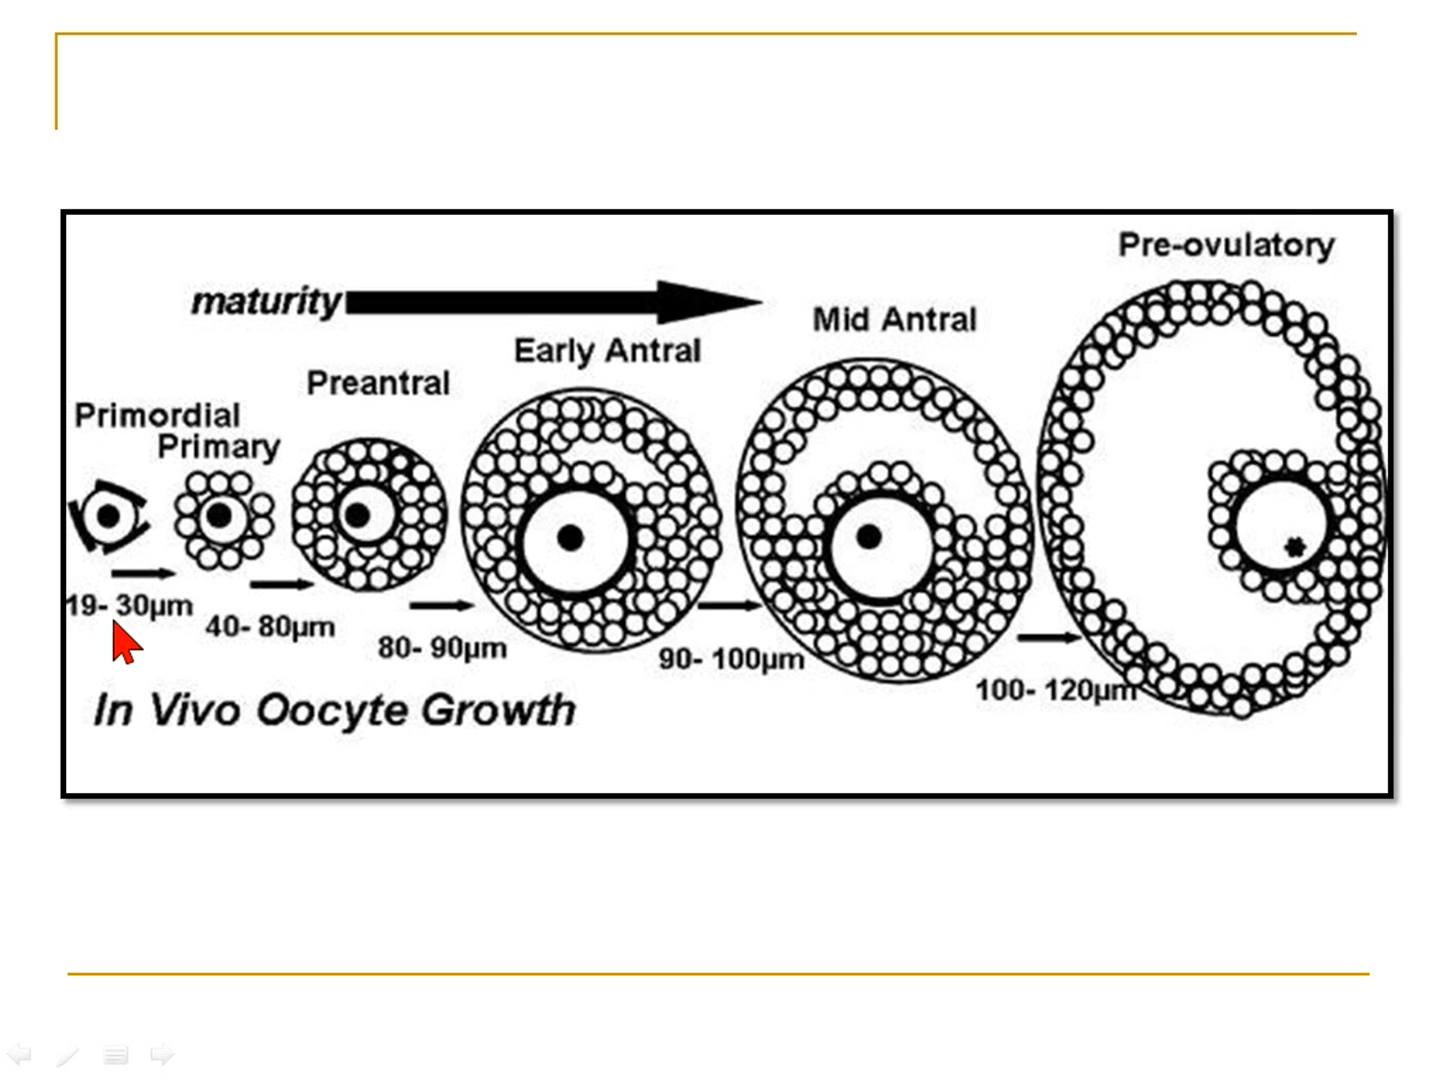 Pre-ovulatory
maturity
Mid Antral
Early Antral
Preantral
Primordial
Primary
19- 30µm
40- 80µm
80- 90µm
90- 100µm
100- 120µm
In Vivo Oocyte Growth